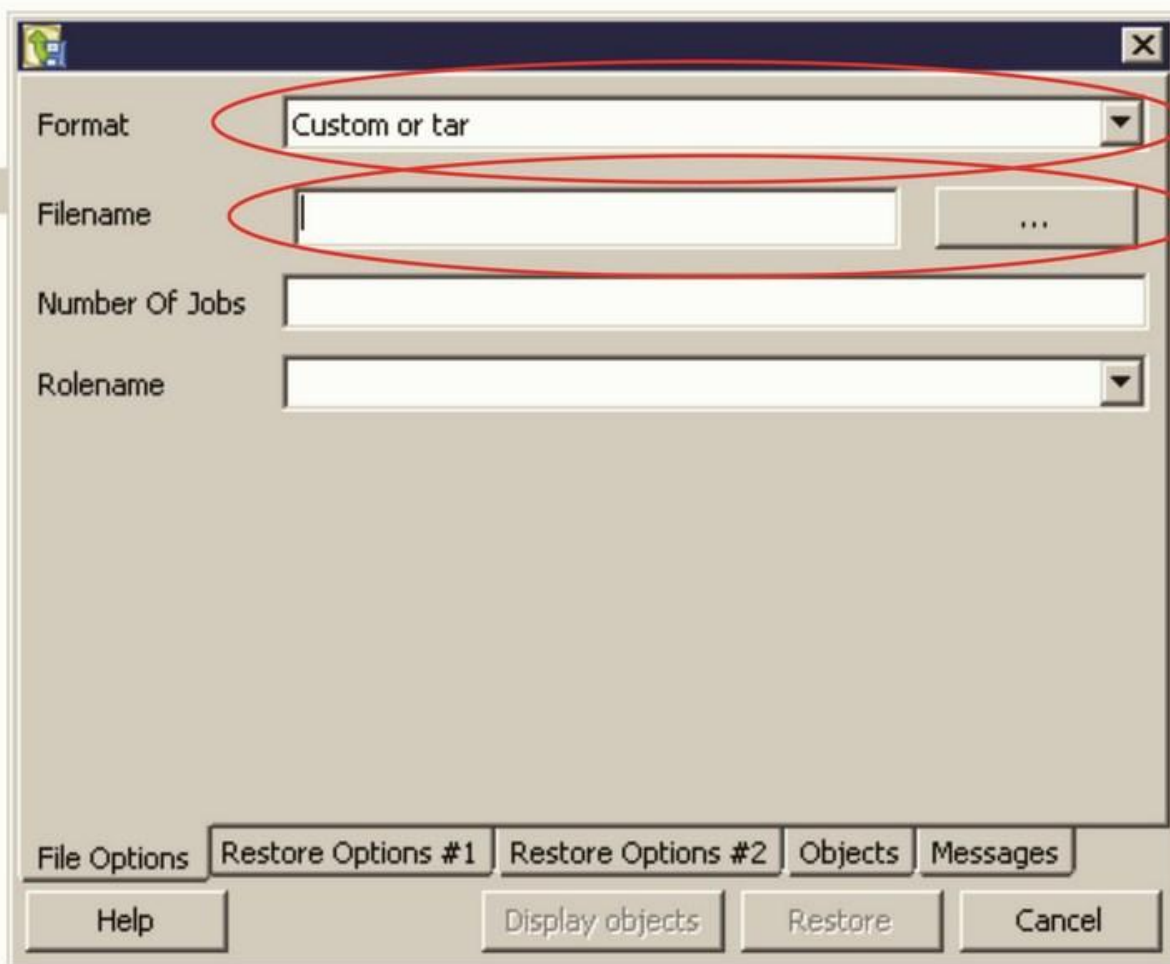 Format
Custom or tar
Filename
...
Number Of Jobs
Rolename
File Options
Restore Options #1
Restore Options #2
Objects
Messages
Help
Display objects
Restore
Cancel